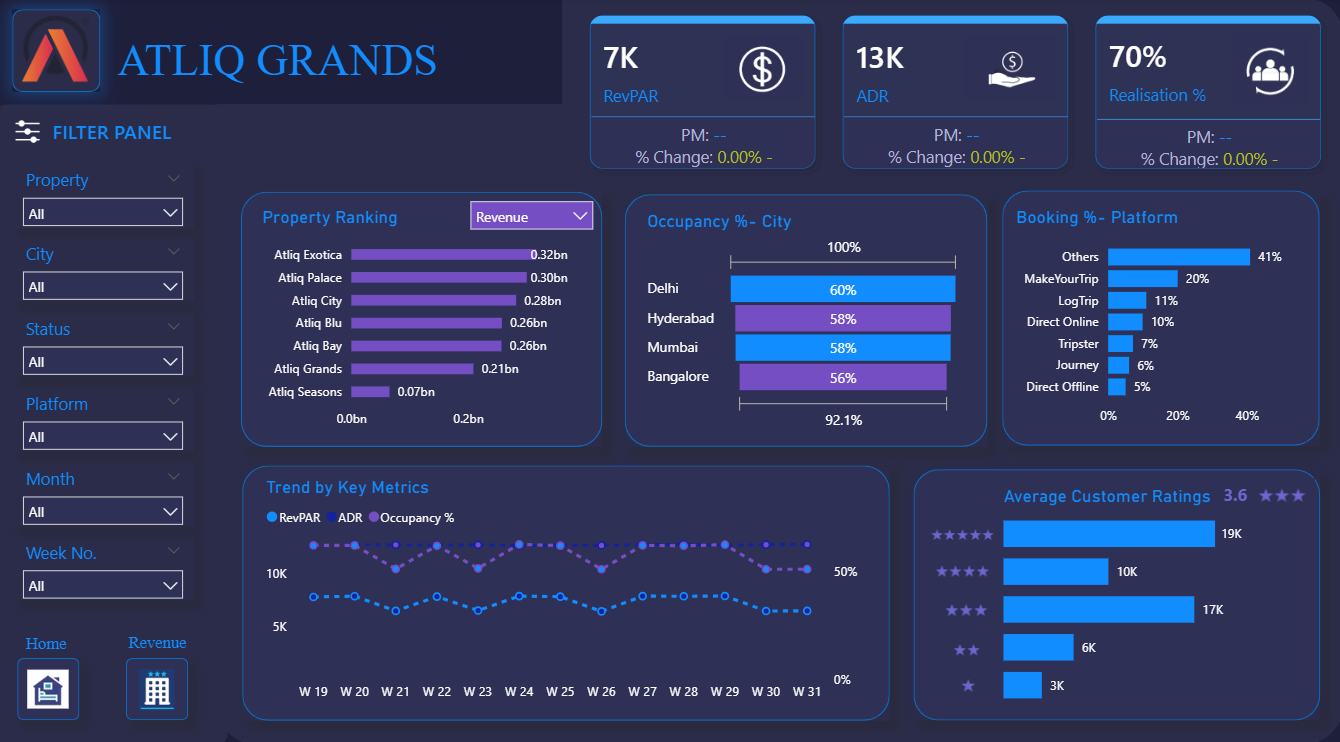 ATLIQ GRANDS
7K
RevPAR
PM: --
% Change: 0.00% -
13K
ADR
PM: --
% Change: 0.00% -
70%
Realisation %
PM: --
% Change: 0.00% -
FILTER PANEL
Property
All
City
All
Status
All
Platform
All
Month
All
Week No.
All
Home
Revenue
Property Ranking
Revenue
Atliq Exotica 0.32bn
Atliq Palace 0.30bn
Atliq City 0.28bn
Atliq Blu 0.26bn
Atliq Bay 0.26bn
Atliq Grands 0.21bn
Atliq Seasons 0.07bn
0.0bn 0.2bn
Occupancy %- City
100%
Delhi 60%
Hyderabad 58%
Mumbai 58%
Bangalore 56%
92.1%
Booking %- Platform
Others 41%
MakeYourTrip 20%
LogTrip 11%
Direct Online 10%
Tripster 7%
Journey 6%
Direct Offline 5%
0% 20% 40%
Trend by Key Metrics
RevPAR ADR Occupancy %
10K 50%
5K
0%
W 19 W 20 W 21 W 22 W 23 W 24 W 25 W 26 W 27 W 28 W 29 W 30 W 31
Average Customer Ratings 3.6 ★★★
★★★★★ 19K
★★★★ 10K
★★★ 17K
★★ 6K
★ 3K